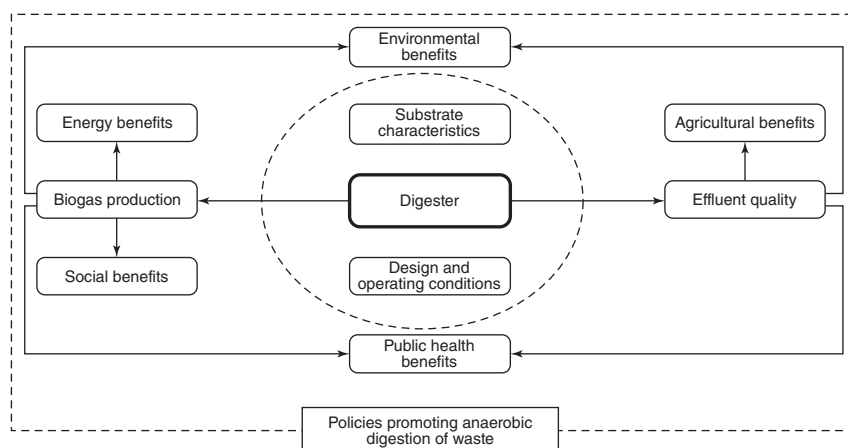 Environmental
benefits
Energy benefits
Substrate
characteristics
Agricultural benefits
Biogas production
Digester
Effluent quality
Social benefits
Design and
operating conditions
Public health
benefits
Policies promoting anaerobic
digestion of waste